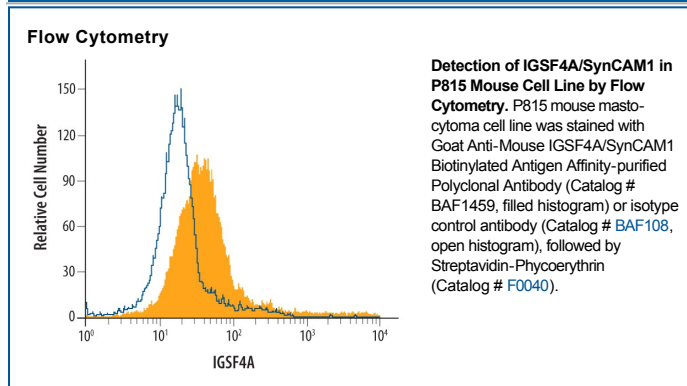 Flow Cytometry
150
120
90
60
30
0
Relative Cell Number
10⁰
10¹
10²
10³
10⁴
IGSF4A
Detection of IGSF4A/SynCAM1 in
P815 Mouse Cell Line by Flow
Cytometry. P815 mouse masto-
cytoma cell line was stained with
Goat Anti-Mouse IGSF4A/SynCAM1
Biotinylated Antigen Affinity-purified
Polyclonal Antibody (Catalog #
BAF1459, filled histogram) or isotype
control antibody (Catalog # BAF108,
open histogram), followed by
Streptavidin-Phycoerythrin
(Catalog # F0040).